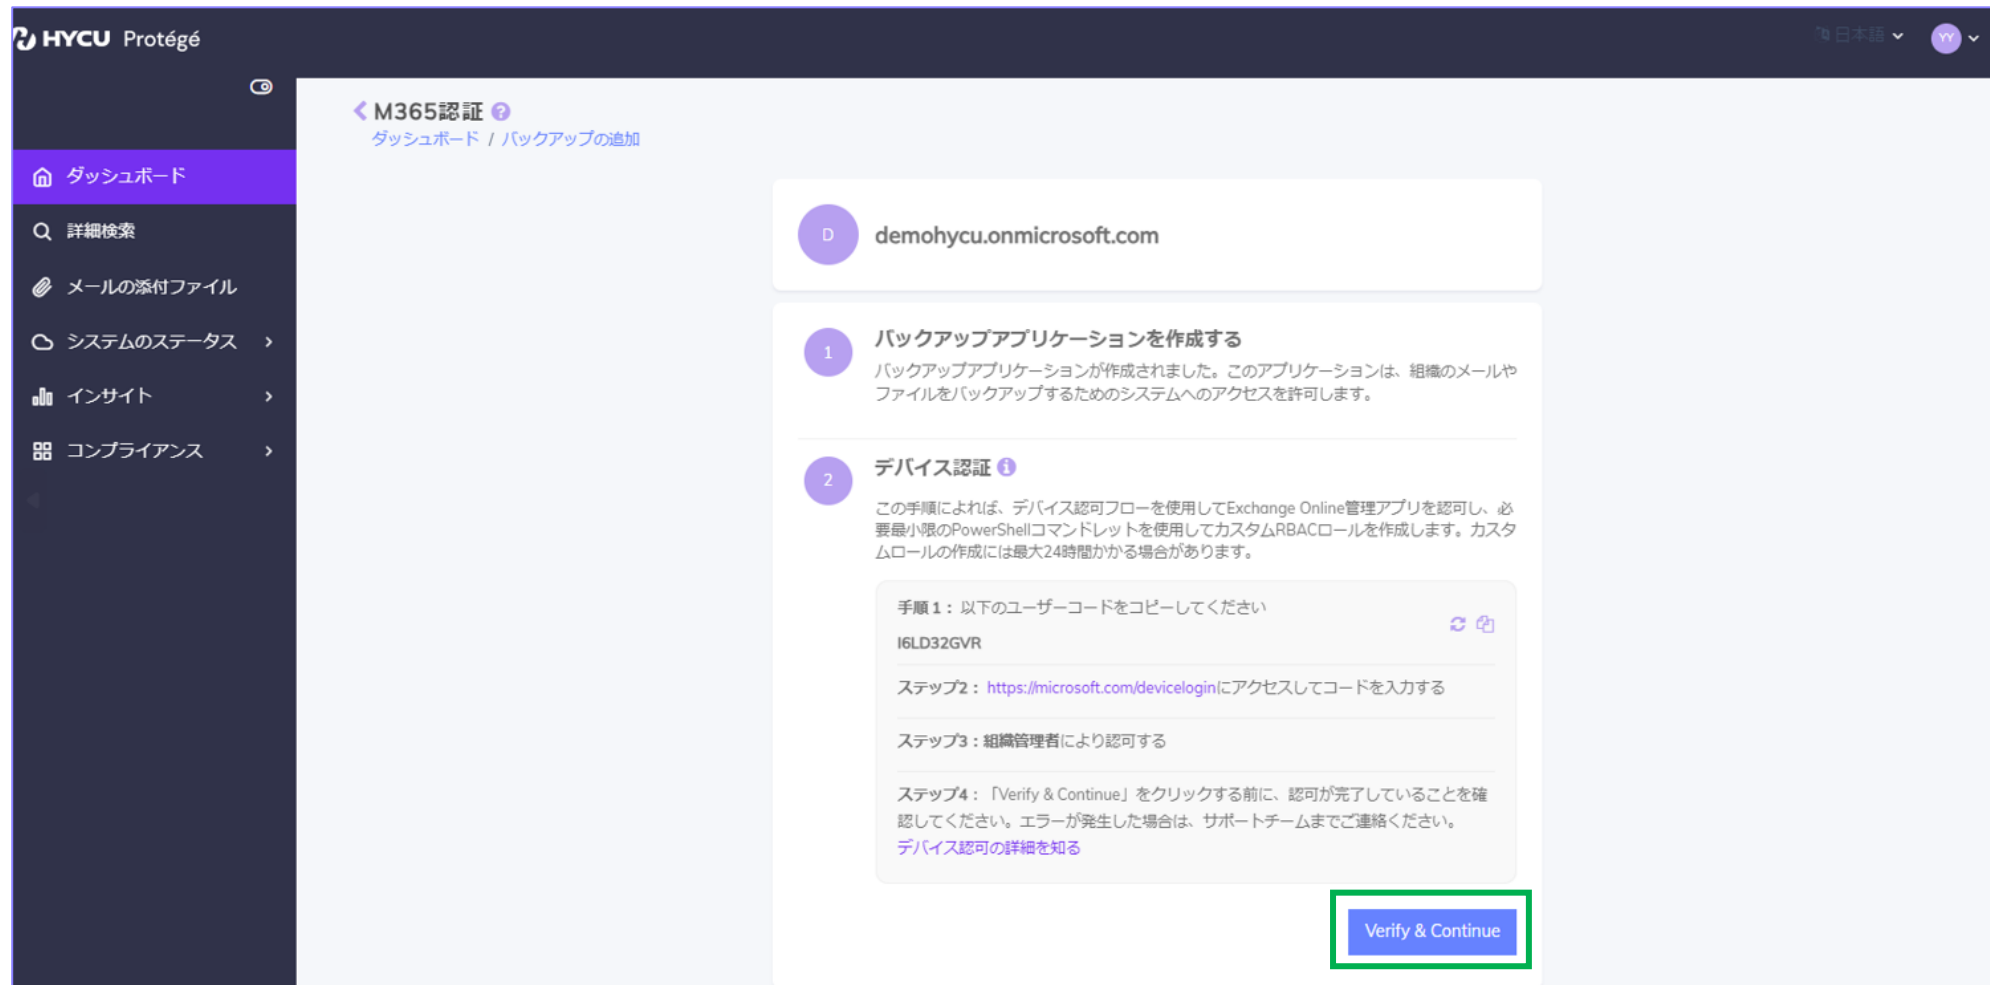 HYCU Protégé
日本語
YY
M365認証
ダッシュボード / バックアップの追加
ダッシュボード
詳細検索
メールの添付ファイル
システムのステータス
インサイト
コンプライアンス
D
demohycu.onmicrosoft.com
1
バックアップアプリケーションを作成する
バックアップアプリケーションが作成されました。このアプリケーションは、組織のメールや
ファイルをバックアップするためのシステムへのアクセスを許可します。
2
デバイス認証
この手順によれば、デバイス認可フローを使用してExchange Online管理アプリを認可し、必
要最小限のPowerShellコマンドレットを使用してカスタムRBACロールを作成します。カスタ
ムロールの作成には最大24時間かかる場合があります。
手順 1： 以下のユーザーコードをコピーしてください
I6LD32GVR
ステップ2： https://microsoft.com/deviceloginにアクセスしてコードを入力する
ステップ3：組織管理者により認可する
ステップ4：「Verify & Continue」をクリックする前に、認可が完了していることを確
認してください。エラーが発生した場合は、サポートチームまでご連絡ください。
デバイス認可の詳細を知る
Verify & Continue